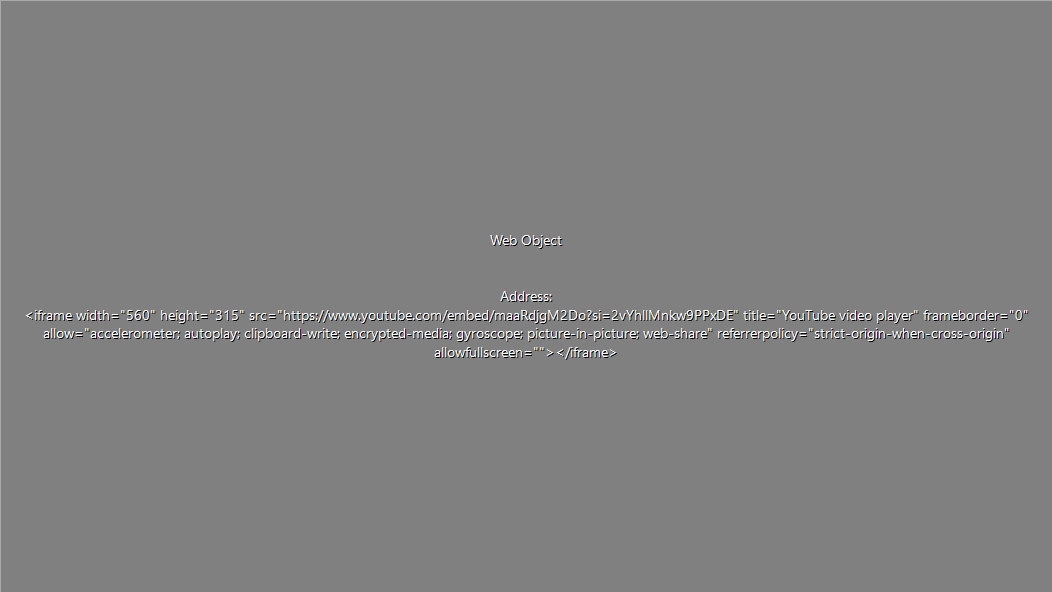 Web Object
Address:
<iframe width="560" height="315" src="https://www.youtube.com/embed/maaRdjgM2Do?si=2vYhllMnkw9PPxDE" title="YouTube video player" frameborder="0"
allow="accelerometer; autoplay; clipboard-write; encrypted-media; gyroscope; picture-in-picture; web-share" referrerpolicy="strict-origin-when-cross-origin"
allowfullscreen=""></iframe>